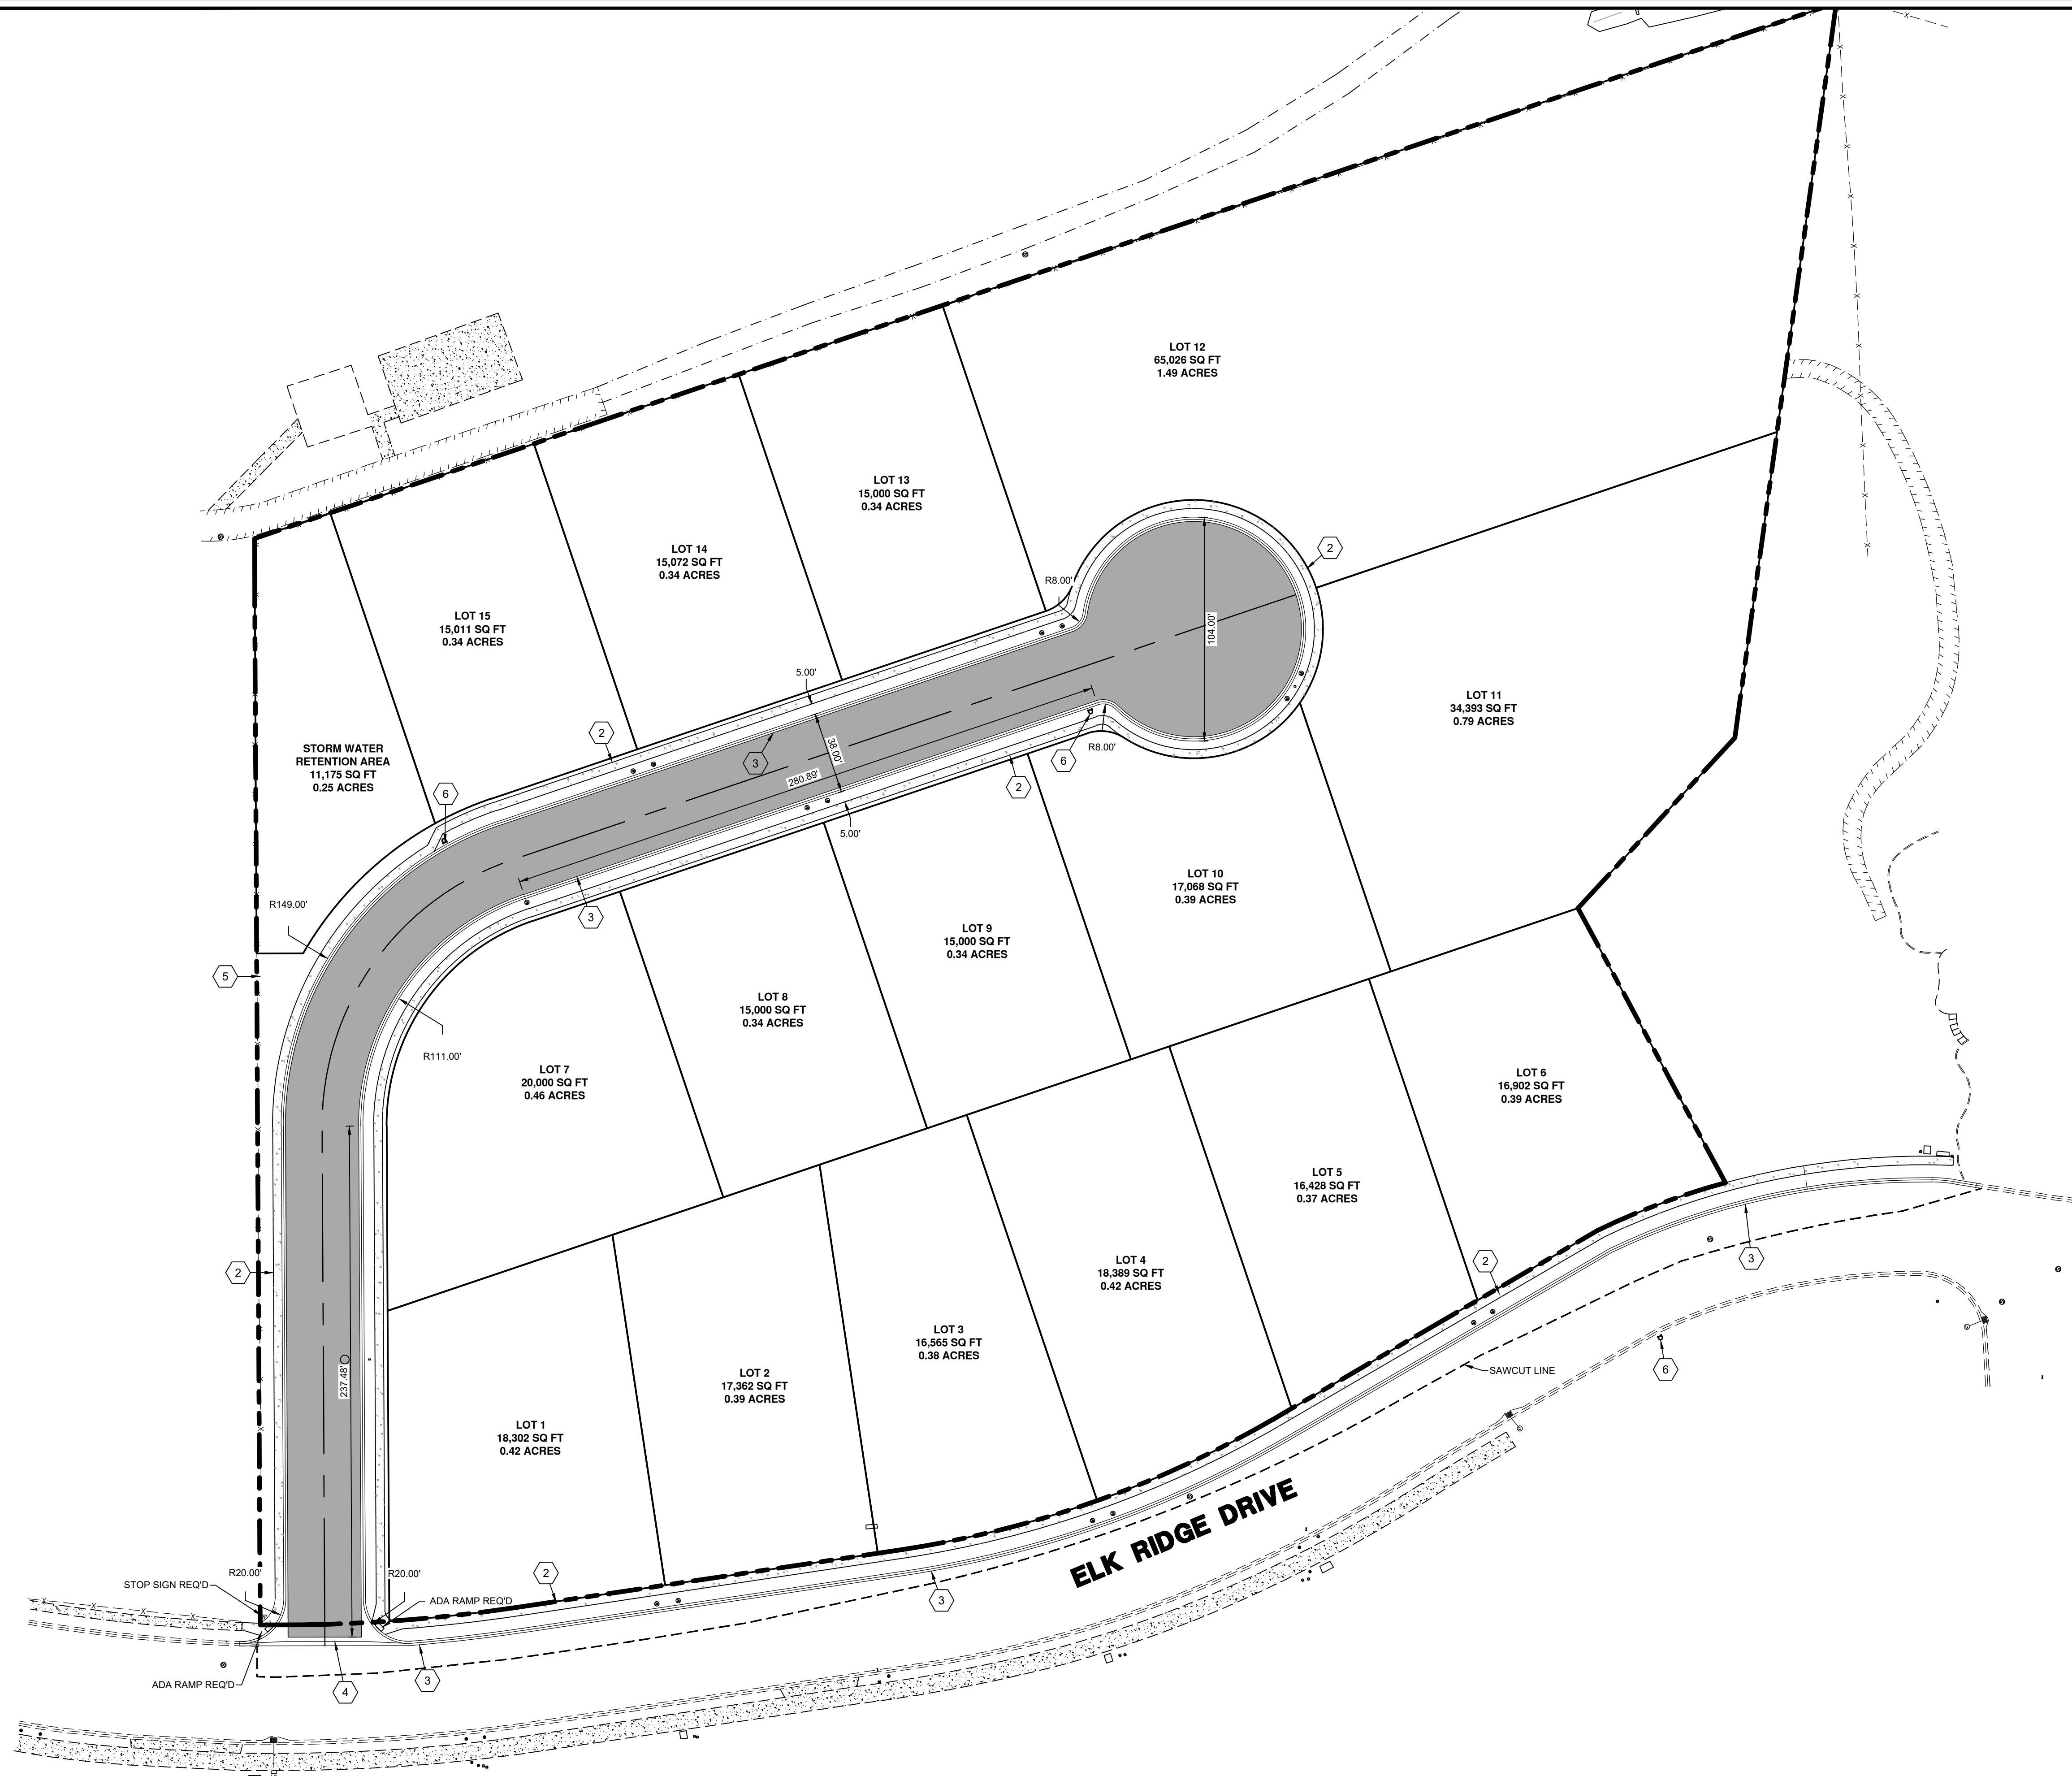 LOT 12
65,026 SQ FT
1.49 ACRES
LOT 13
15,000 SQ FT
0.34 ACRES
LOT 14
15,072 SQ FT
0.34 ACRES
LOT 15
15,011 SQ FT
0.34 ACRES
2
R8.00'
104.00'
5.00'
LOT 11
34,393 SQ FT
0.79 ACRES
2
STORM WATER
RETENTION AREA
11,175 SQ FT
0.25 ACRES
3
38.00'
280.89'
6
R8.00'
2
6
5.00'
LOT 10
17,068 SQ FT
0.39 ACRES
R149.00'
3
LOT 9
15,000 SQ FT
0.34 ACRES
5
LOT 8
15,000 SQ FT
0.34 ACRES
R111.00'
LOT 7
20,000 SQ FT
0.46 ACRES
LOT 6
16,902 SQ FT
0.39 ACRES
LOT 5
16,428 SQ FT
0.37 ACRES
2
2
3
LOT 4
18,389 SQ FT
0.42 ACRES
LOT 3
16,565 SQ FT
0.38 ACRES
6
SAWCUT LINE
237.48'
LOT 2
17,362 SQ FT
0.39 ACRES
LOT 1
18,302 SQ FT
0.42 ACRES
ELK RIDGE DRIVE
R20.00'
STOP SIGN REQ'D
R20.00'
2
ADA RAMP REQ'D
3
ADA RAMP REQ'D
4
3